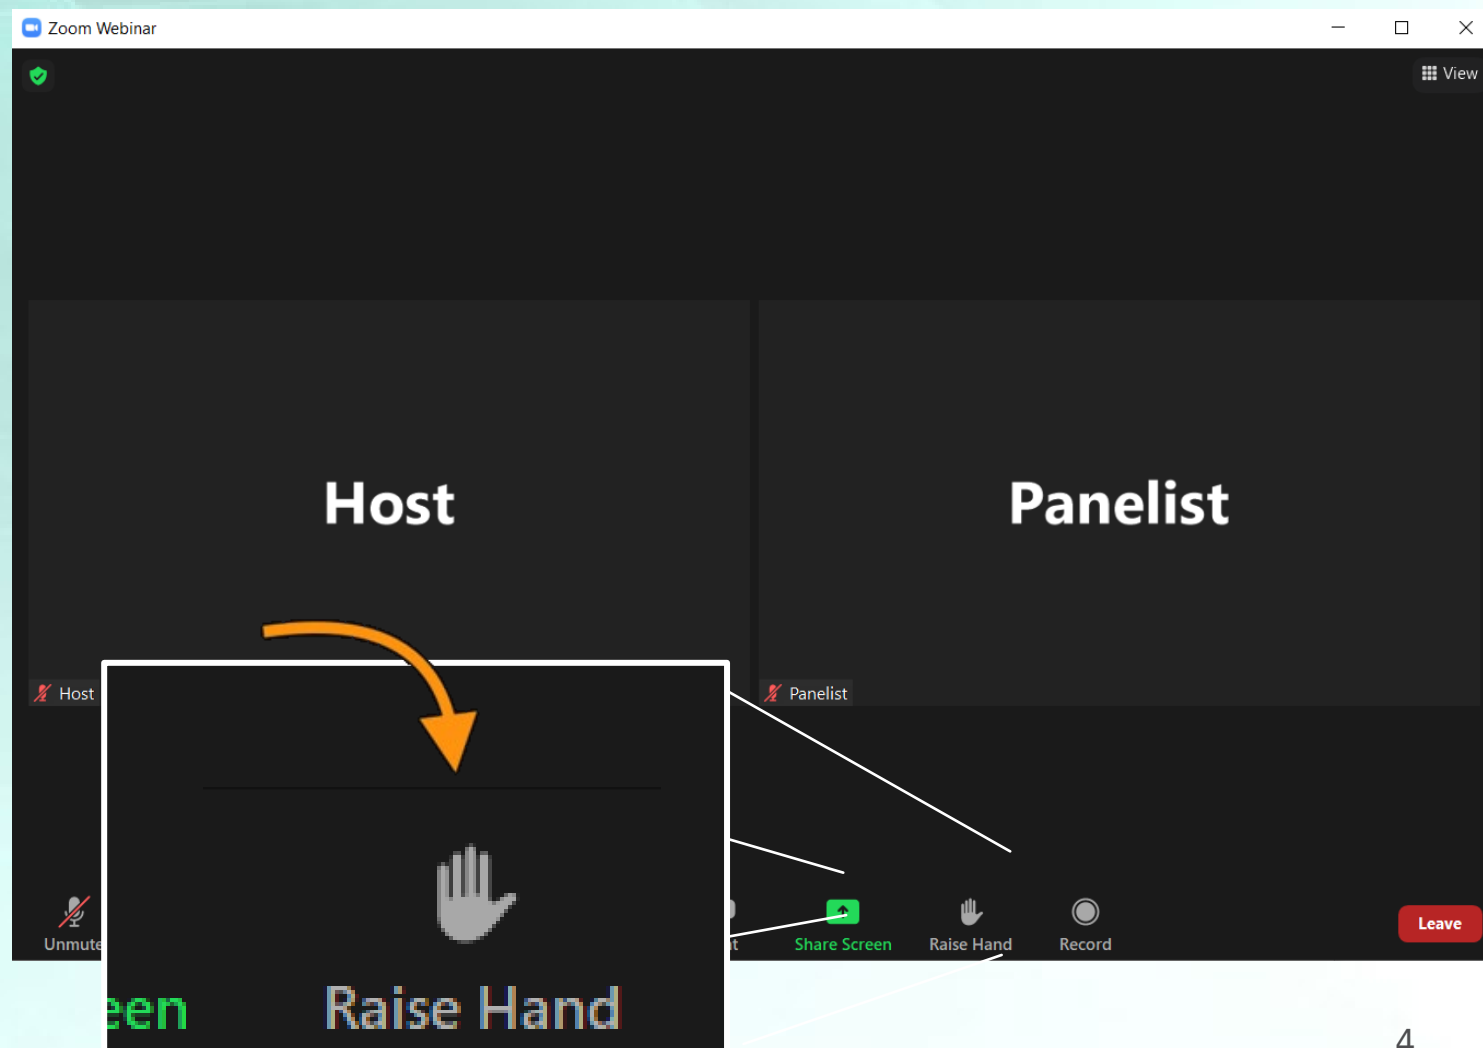 Zoom Webinar
View
Host
Panelist
Host
Panelist
Unmute
Share Screen
Raise Hand
Record
Leave
een
Raise Hand
4